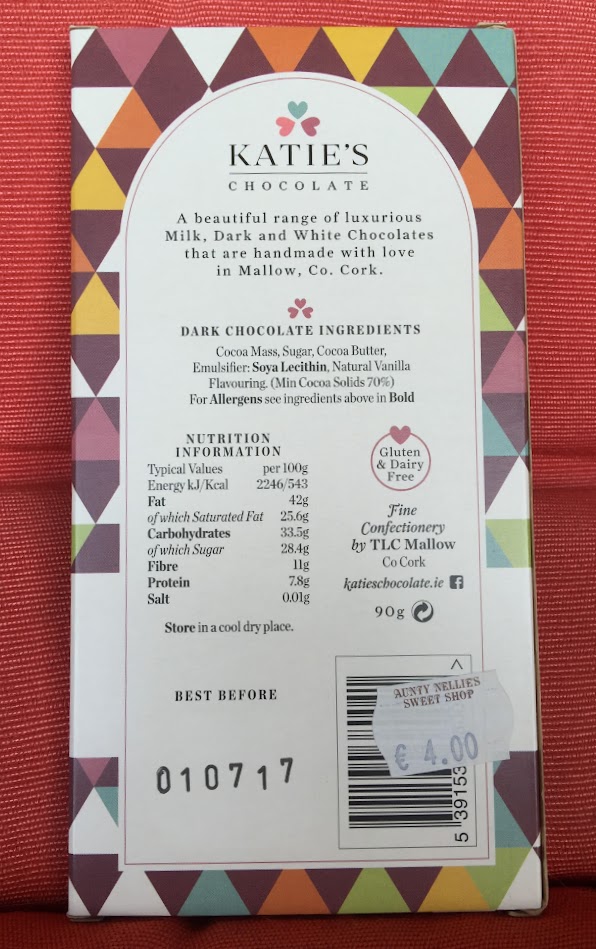 KATIE'S
CHOCOLATE
A beautiful range of luxurious
Milk, Dark and White Chocolates
that are handmade with love
in Mallow, Co. Cork.
DARK CHOCOLATE INGREDIENTS
Cocoa Mass, Sugar, Cocoa Butter,
Emulsifier: Soya Lecithin, Natural Vanilla
Flavouring. (Min Cocoa Solids 70%)
For Allergens see ingredients above in Bold
NUTRITION
INFORMATION
Typical Values per 100g
Energy kJ/Kcal 2246/543
Fat 42g
of which Saturated Fat 25.6g
Carbohydrates 33.5g
of which Sugar 28.4g
Fibre 11g
Protein 7.8g
Salt 0.01g
Store in a cool dry place.
Gluten
& Dairy
Free
Fine
Confectionery
by TLC Mallow
Co Cork
katieschocolate.ie f
90g
BEST BEFORE
010717
AUNTY NELLIE'S
SWEET SHOP
€ 4.00
5 39153
>